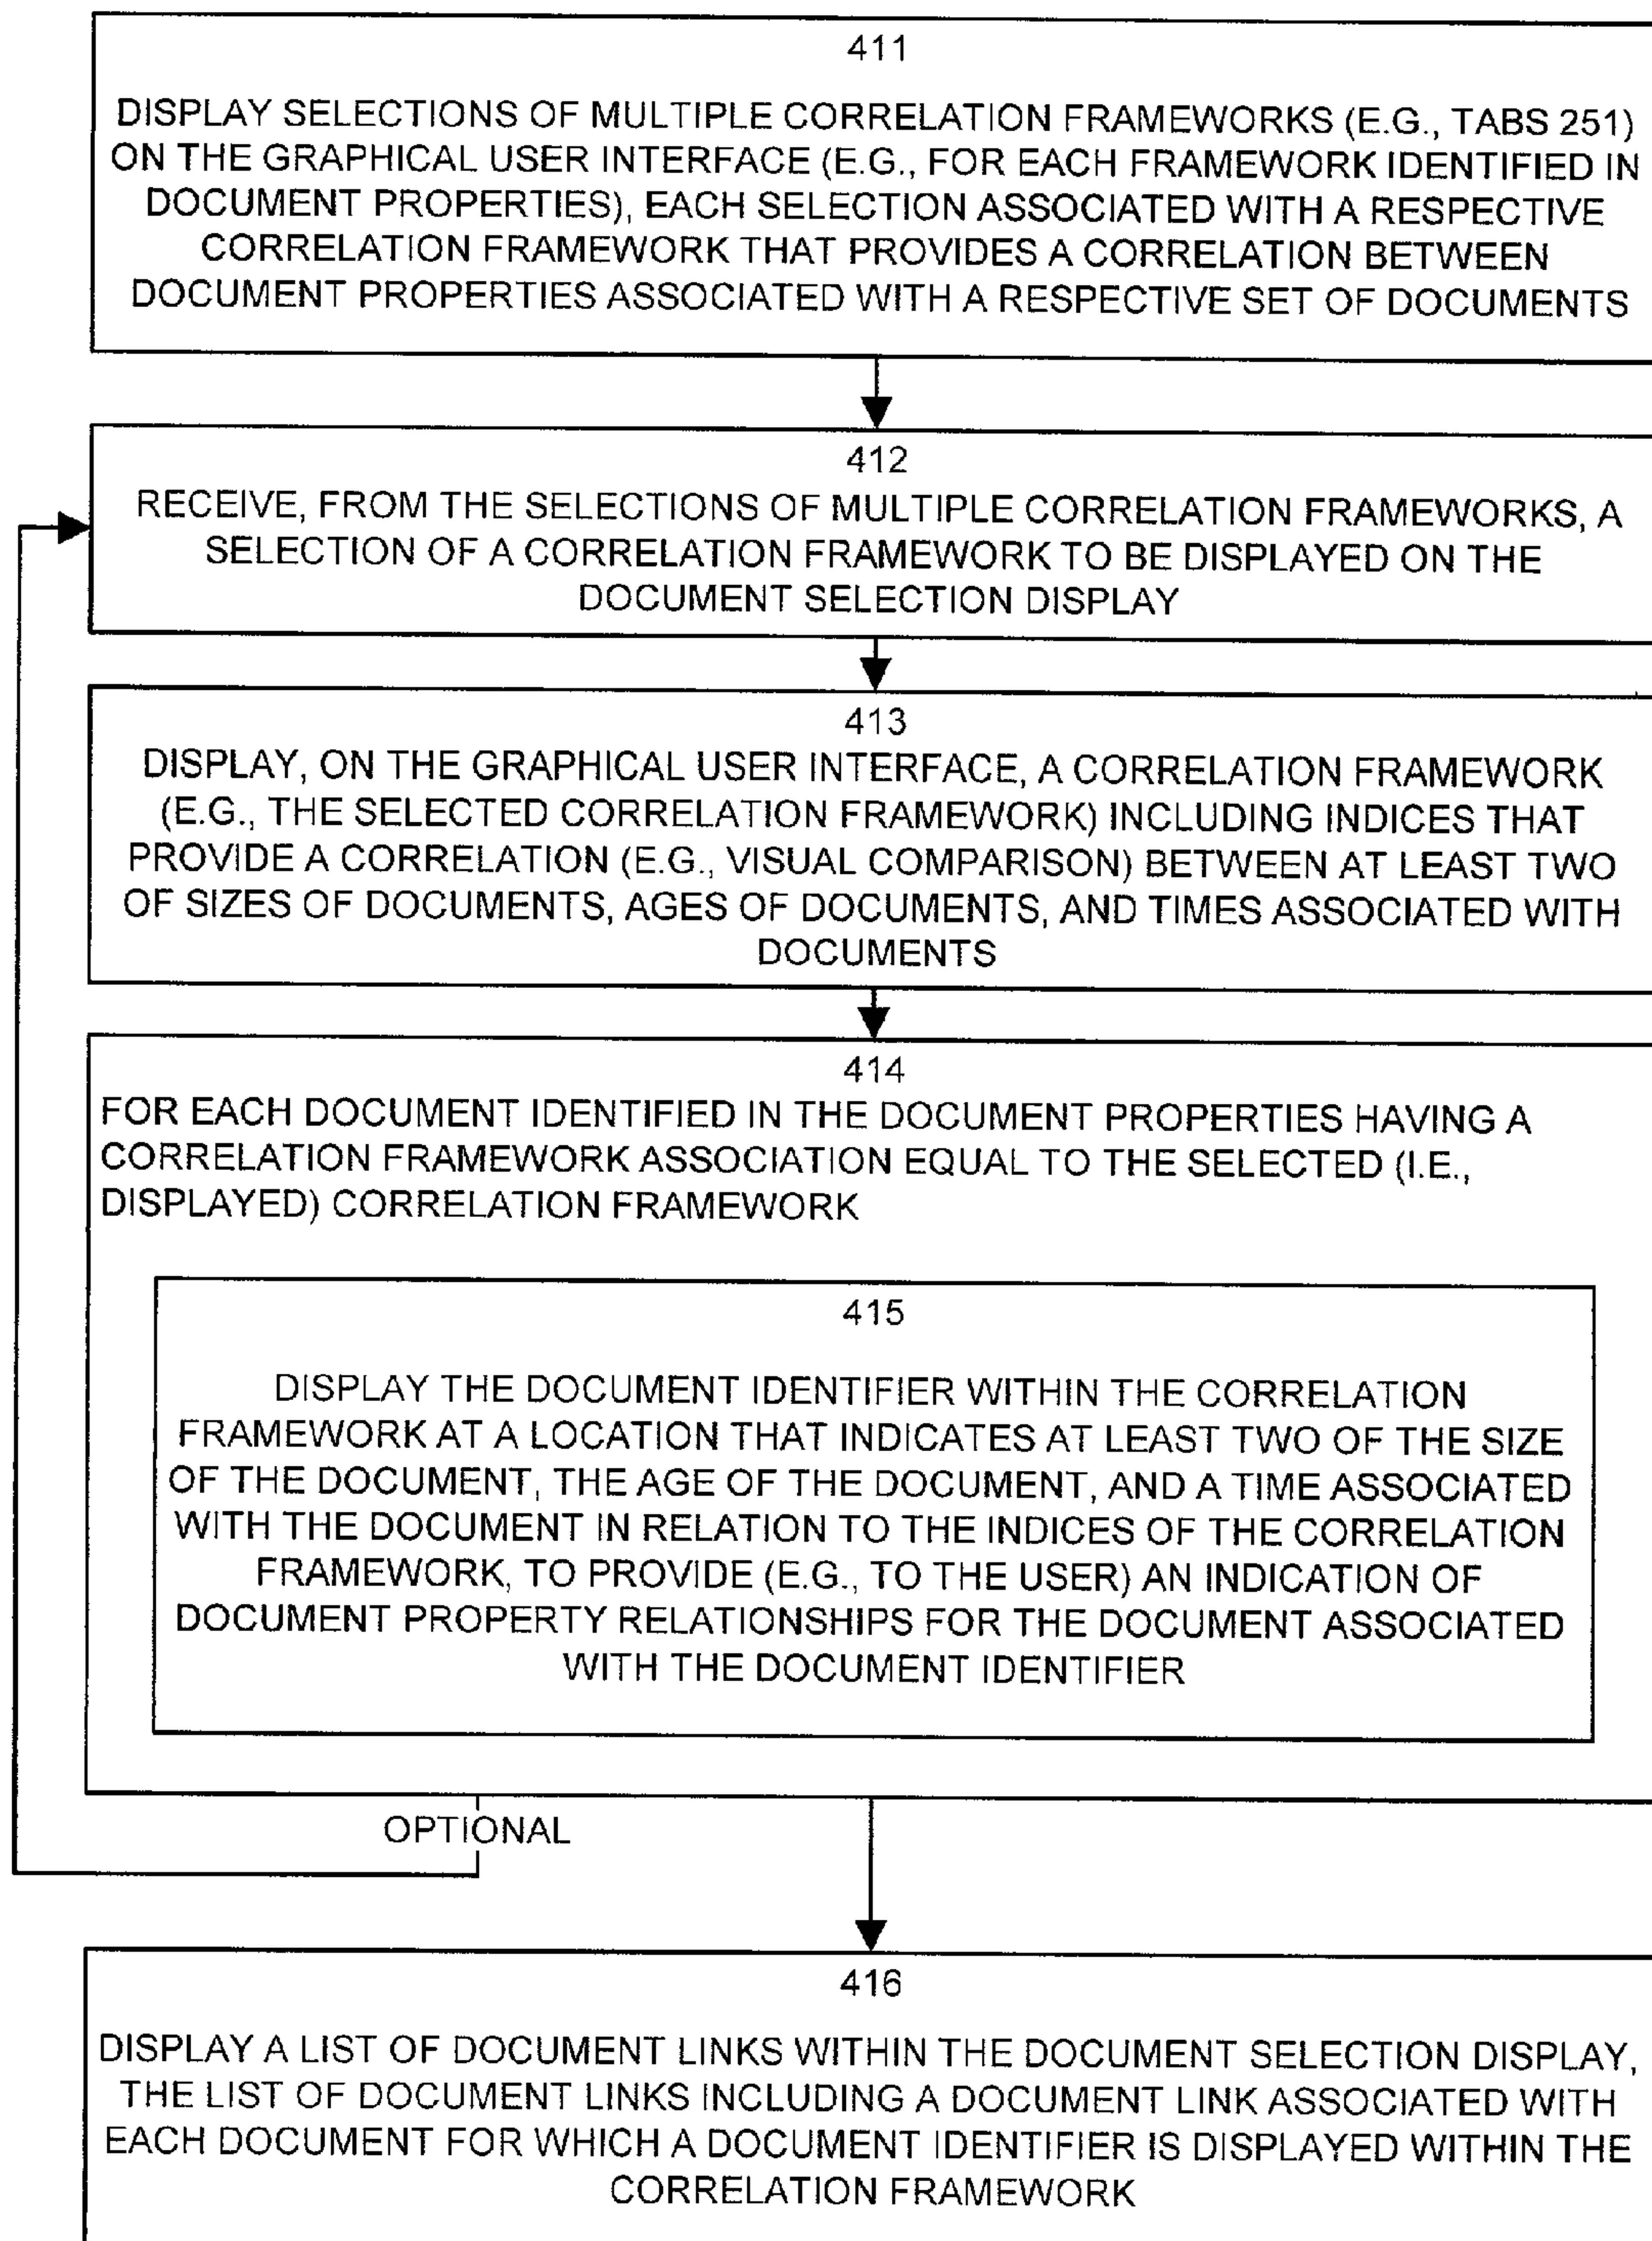 411
DISPLAY SELECTIONS OF MULTIPLE CORRELATION FRAMEWORKS (E.G., TABS 251)
ON THE GRAPHICAL USER INTERFACE (E.G., FOR EACH FRAMEWORK IDENTIFIED IN
DOCUMENT PROPERTIES), EACH SELECTION ASSOCIATED WITH A RESPECTIVE
CORRELATION FRAMEWORK THAT PROVIDES A CORRELATION BETWEEN
DOCUMENT PROPERTIES ASSOCIATED WITH A RESPECTIVE SET OF DOCUMENTS
412
RECEIVE, FROM THE SELECTIONS OF MULTIPLE CORRELATION FRAMEWORKS, A
SELECTION OF A CORRELATION FRAMEWORK TO BE DISPLAYED ON THE
DOCUMENT SELECTION DISPLAY
413
DISPLAY, ON THE GRAPHICAL USER INTERFACE, A CORRELATION FRAMEWORK
(E.G., THE SELECTED CORRELATION FRAMEWORK) INCLUDING INDICES THAT
PROVIDE A CORRELATION (E.G., VISUAL COMPARISON) BETWEEN AT LEAST TWO
OF SIZES OF DOCUMENTS, AGES OF DOCUMENTS, AND TIMES ASSOCIATED WITH
DOCUMENTS
414
FOR EACH DOCUMENT IDENTIFIED IN THE DOCUMENT PROPERTIES HAVING A
CORRELATION FRAMEWORK ASSOCIATION EQUAL TO THE SELECTED (I.E.,
DISPLAYED) CORRELATION FRAMEWORK
415
DISPLAY THE DOCUMENT IDENTIFIER WITHIN THE CORRELATION
FRAMEWORK AT A LOCATION THAT INDICATES AT LEAST TWO OF THE SIZE
OF THE DOCUMENT, THE AGE OF THE DOCUMENT, AND A TIME ASSOCIATED
WITH THE DOCUMENT IN RELATION TO THE INDICES OF THE CORRELATION
FRAMEWORK, TO PROVIDE (E.G., TO THE USER) AN INDICATION OF
DOCUMENT PROPERTY RELATIONSHIPS FOR THE DOCUMENT ASSOCIATED
WITH THE DOCUMENT IDENTIFIER
OPTIONAL
416
DISPLAY A LIST OF DOCUMENT LINKS WITHIN THE DOCUMENT SELECTION DISPLAY,
THE LIST OF DOCUMENT LINKS INCLUDING A DOCUMENT LINK ASSOCIATED WITH
EACH DOCUMENT FOR WHICH A DOCUMENT IDENTIFIER IS DISPLAYED WITHIN THE
CORRELATION FRAMEWORK